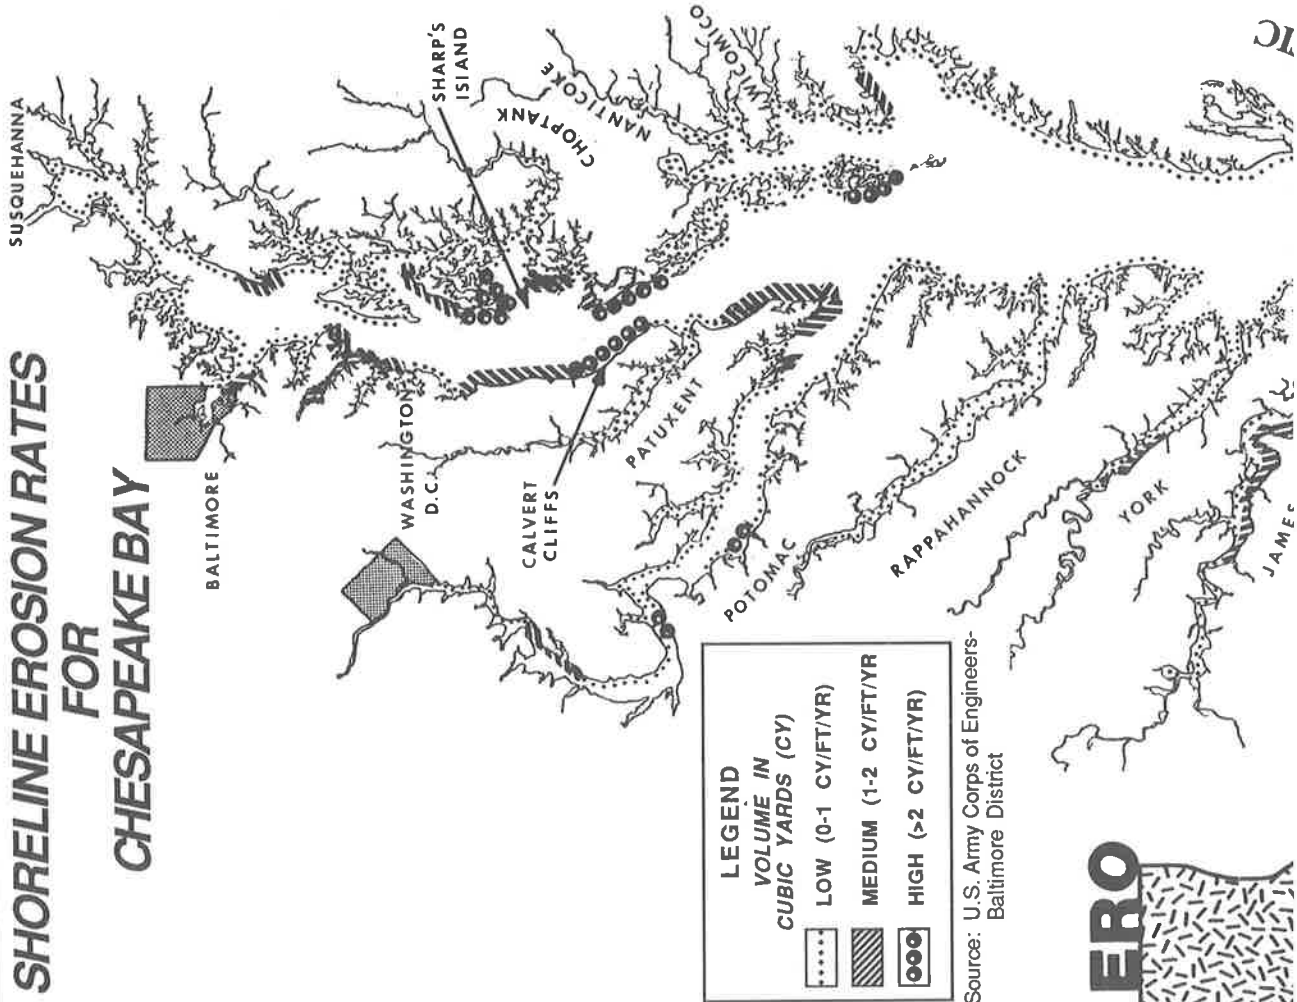 SHORELINE EROSION RATES
FOR
CHESAPEAKE BAY
SUSQUEHANNA
BALTIMORE
WASHINGTON
D.C.
SHARP'S
ISLAND
CHOPTANK
NANTICOKE
WICOMICO
CALVERT
CLIFFS
PATUXENT
POTOMAC
RAPPAHANNOCK
YORK
JAMES
IC
LEGEND
VOLUME IN
CUBIC YARDS (CY)
LOW (0-1 CY/FT/YR)
MEDIUM (1-2 CY/FT/YR
HIGH (>2 CY/FT/YR)
Source: U.S. Army Corps of Engineers-
Baltimore District
ERO